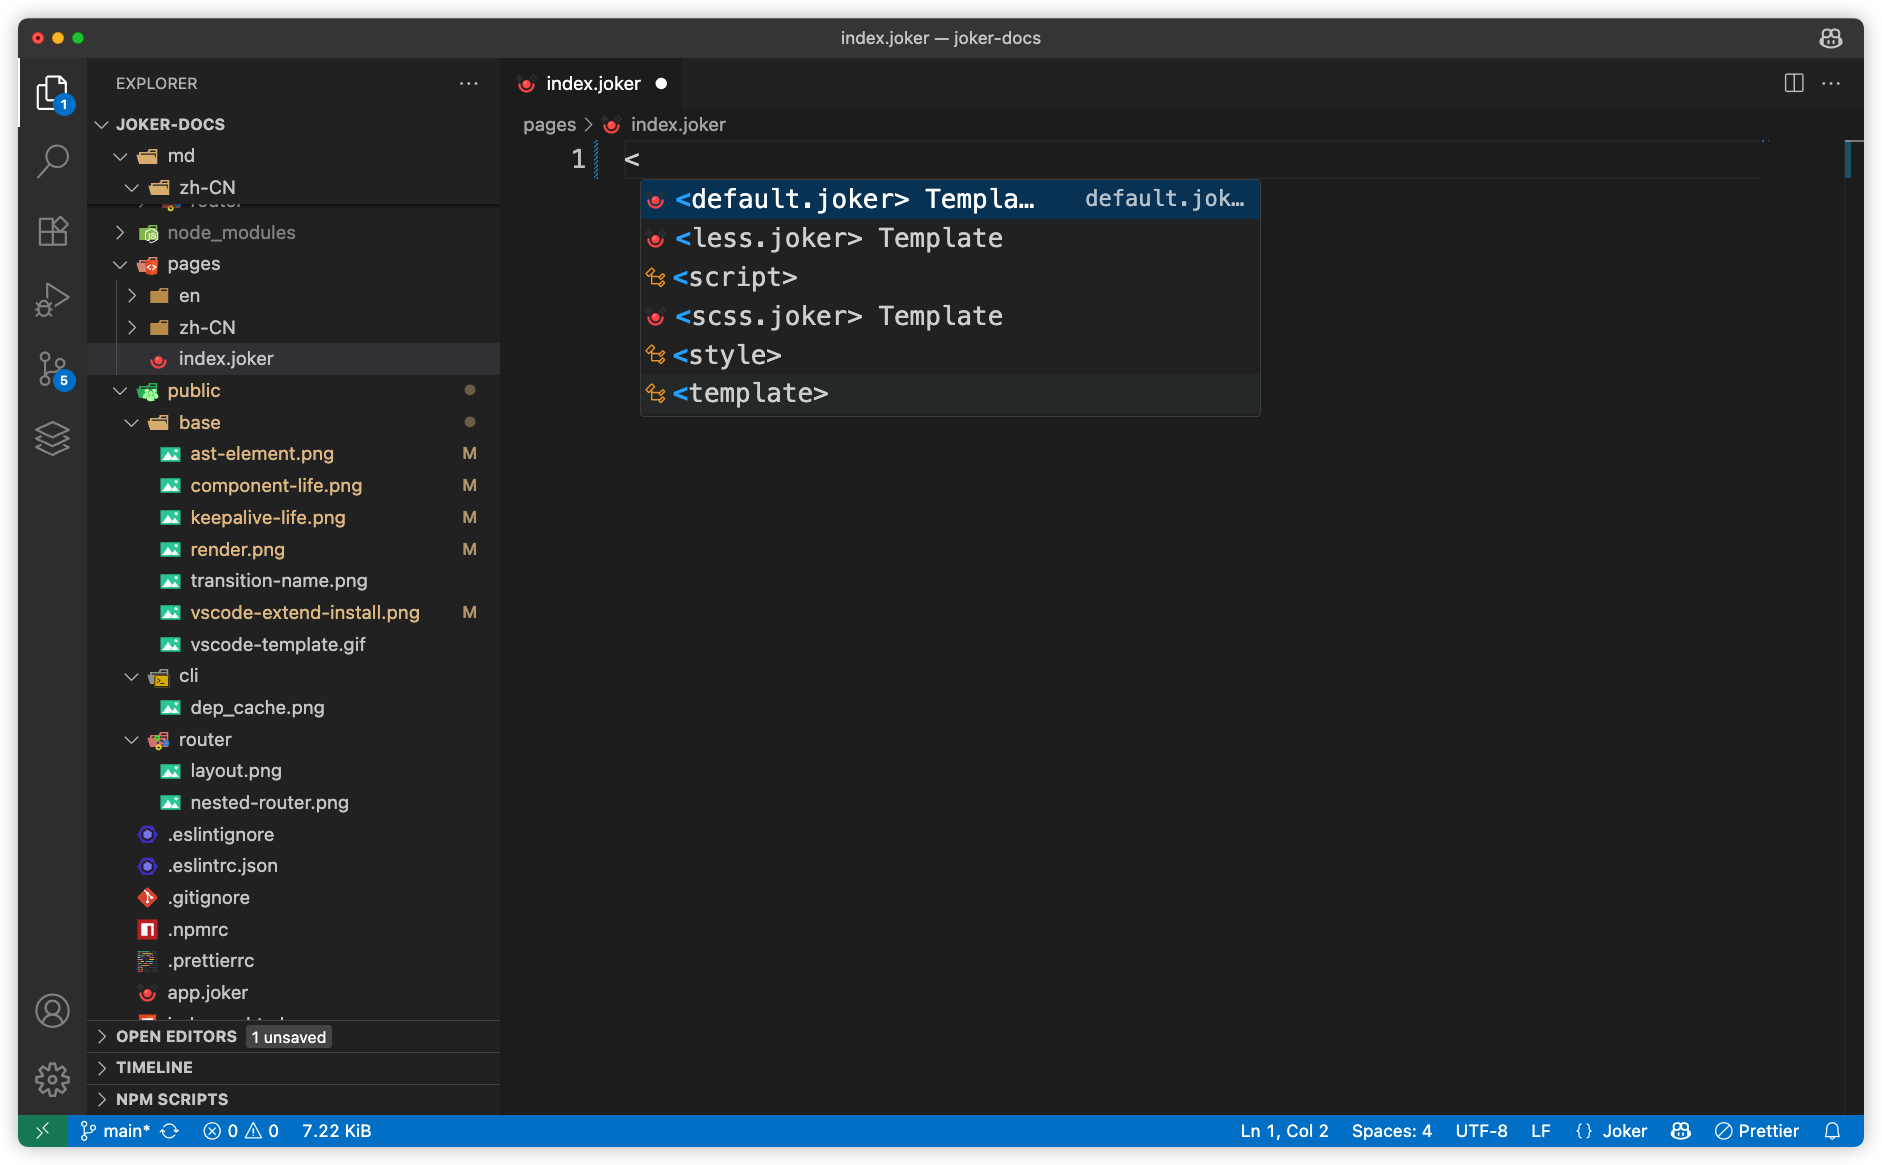 index.joker — joker-docs
EXPLORER
JOKER-DOCS
md
zh-CN
node_modules
pages
en
zh-CN
index.joker
public
base
ast-element.png M
component-life.png M
keepalive-life.png M
render.png M
transition-name.png
vscode-extend-install.png M
vscode-template.gif
cli
dep_cache.png
router
layout.png
nested-router.png
.eslintignore
.eslintrc.json
.gitignore
.npmrc
.prettierrc
app.joker
OPEN EDITORS 1 unsaved
TIMELINE
NPM SCRIPTS
1
5
index.joker
pages > index.joker
1 <
<default.joker> Templa… default.jok…
<less.joker> Template
<script>
<scss.joker> Template
<style>
<template>
main* 0 0 7.22 KiB Ln 1, Col 2 Spaces: 4 UTF-8 LF {} Joker Prettier